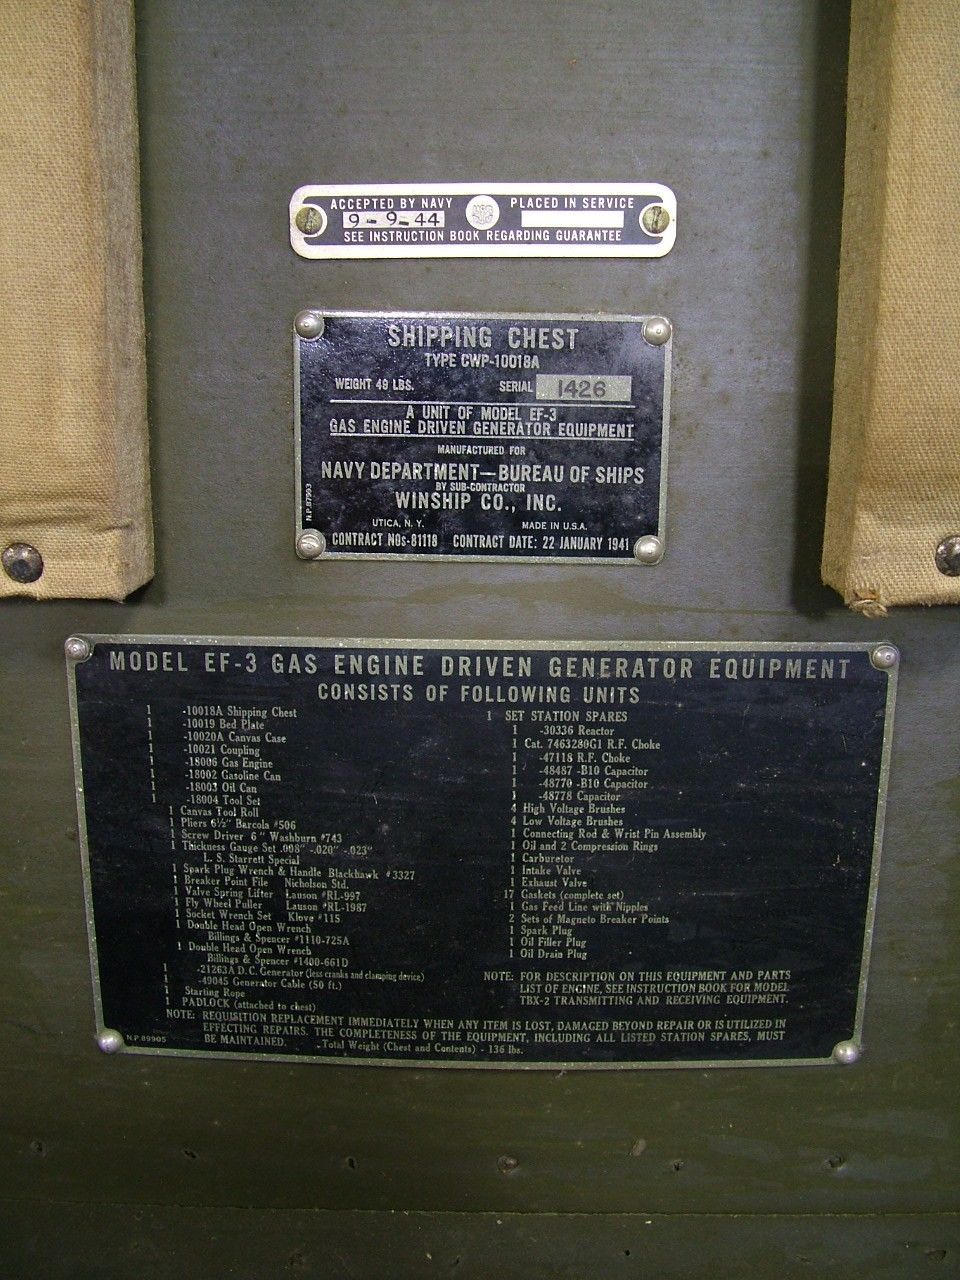 ACCEPTED BY NAVY PLACED IN SERVICE
9-9-44
SEE INSTRUCTION BOOK REGARDING GUARANTEE
SHIPPING CHEST
TYPE CWP-10018A
WEIGHT 49 LBS. SERIAL 1426
A UNIT OF MODEL EF-3
GAS ENGINE DRIVEN GENERATOR EQUIPMENT
MANUFACTURED FOR
NAVY DEPARTMENT—BUREAU OF SHIPS
BY SUB-CONTRACTOR
WINSHIP CO., INC.
UTICA, N. Y. MADE IN U.S.A.
CONTRACT NOs-81118 CONTRACT DATE: 22 JANUARY 1941
N.P. 87993
MODEL EF-3 GAS ENGINE DRIVEN GENERATOR EQUIPMENT
CONSISTS OF FOLLOWING UNITS
1 -10018A Shipping Chest
1 -10019 Bed Plate
1 -10020A Canvas Case
1 -10021 Coupling
1 -18006 Gas Engine
1 -18002 Gasoline Can
1 -18003 Oil Can
1 -18004 Tool Set
1 Canvas Tool Roll
1 Pliers 6½" Barcola #506
1 Screw Driver 6" Washburn #743
1 Thickness Gauge Set .008" -.020" -.023"
L. S. Starrett Special
1 Spark Plug Wrench & Handle Blackhawk #3327
1 Breaker Point File Nicholson Std.
1 Valve Spring Lifter Lauson #RL-997
1 Fly Wheel Puller Lauson #RL-1987
1 Socket Wrench Set Klove #115
1 Double Head Open Wrench
Billings & Spencer #1110-725A
1 Double Head Open Wrench
Billings & Spencer #1400-661D
1 -21263A D.C. Generator (less cranks and clamping device)
1 -49045 Generator Cable (50 ft.)
1 Starting Rope
1 PADLOCK (attached to chest)
1 SET STATION SPARES
1 -30336 Reactor
1 Cat. 7463280G1 R.F. Choke
1 -47118 R.F. Choke
1 -48487 -B10 Capacitor
1 -48770 -B10 Capacitor
1 -48778 Capacitor
4 High Voltage Brushes
4 Low Voltage Brushes
1 Connecting Rod & Wrist Pin Assembly
1 Oil and 2 Compression Rings
1 Carburetor
1 Intake Valve
1 Exhaust Valve
17 Gaskets (complete set)
1 Gas Feed Line with Nipples
2 Sets of Magneto Breaker Points
1 Spark Plug
1 Oil Filler Plug
1 Oil Drain Plug
NOTE: FOR DESCRIPTION ON THIS EQUIPMENT AND PARTS
LIST OF ENGINE, SEE INSTRUCTION BOOK FOR MODEL
TBX-2 TRANSMITTING AND RECEIVING EQUIPMENT.
NOTE: REQUISITION REPLACEMENT IMMEDIATELY WHEN ANY ITEM IS LOST, DAMAGED BEYOND REPAIR OR IS UTILIZED IN
EFFECTING REPAIRS. THE COMPLETENESS OF THE EQUIPMENT, INCLUDING ALL LISTED STATION SPARES, MUST
BE MAINTAINED. Total Weight (Chest and Contents) - 136 lbs.
N.P. 89905